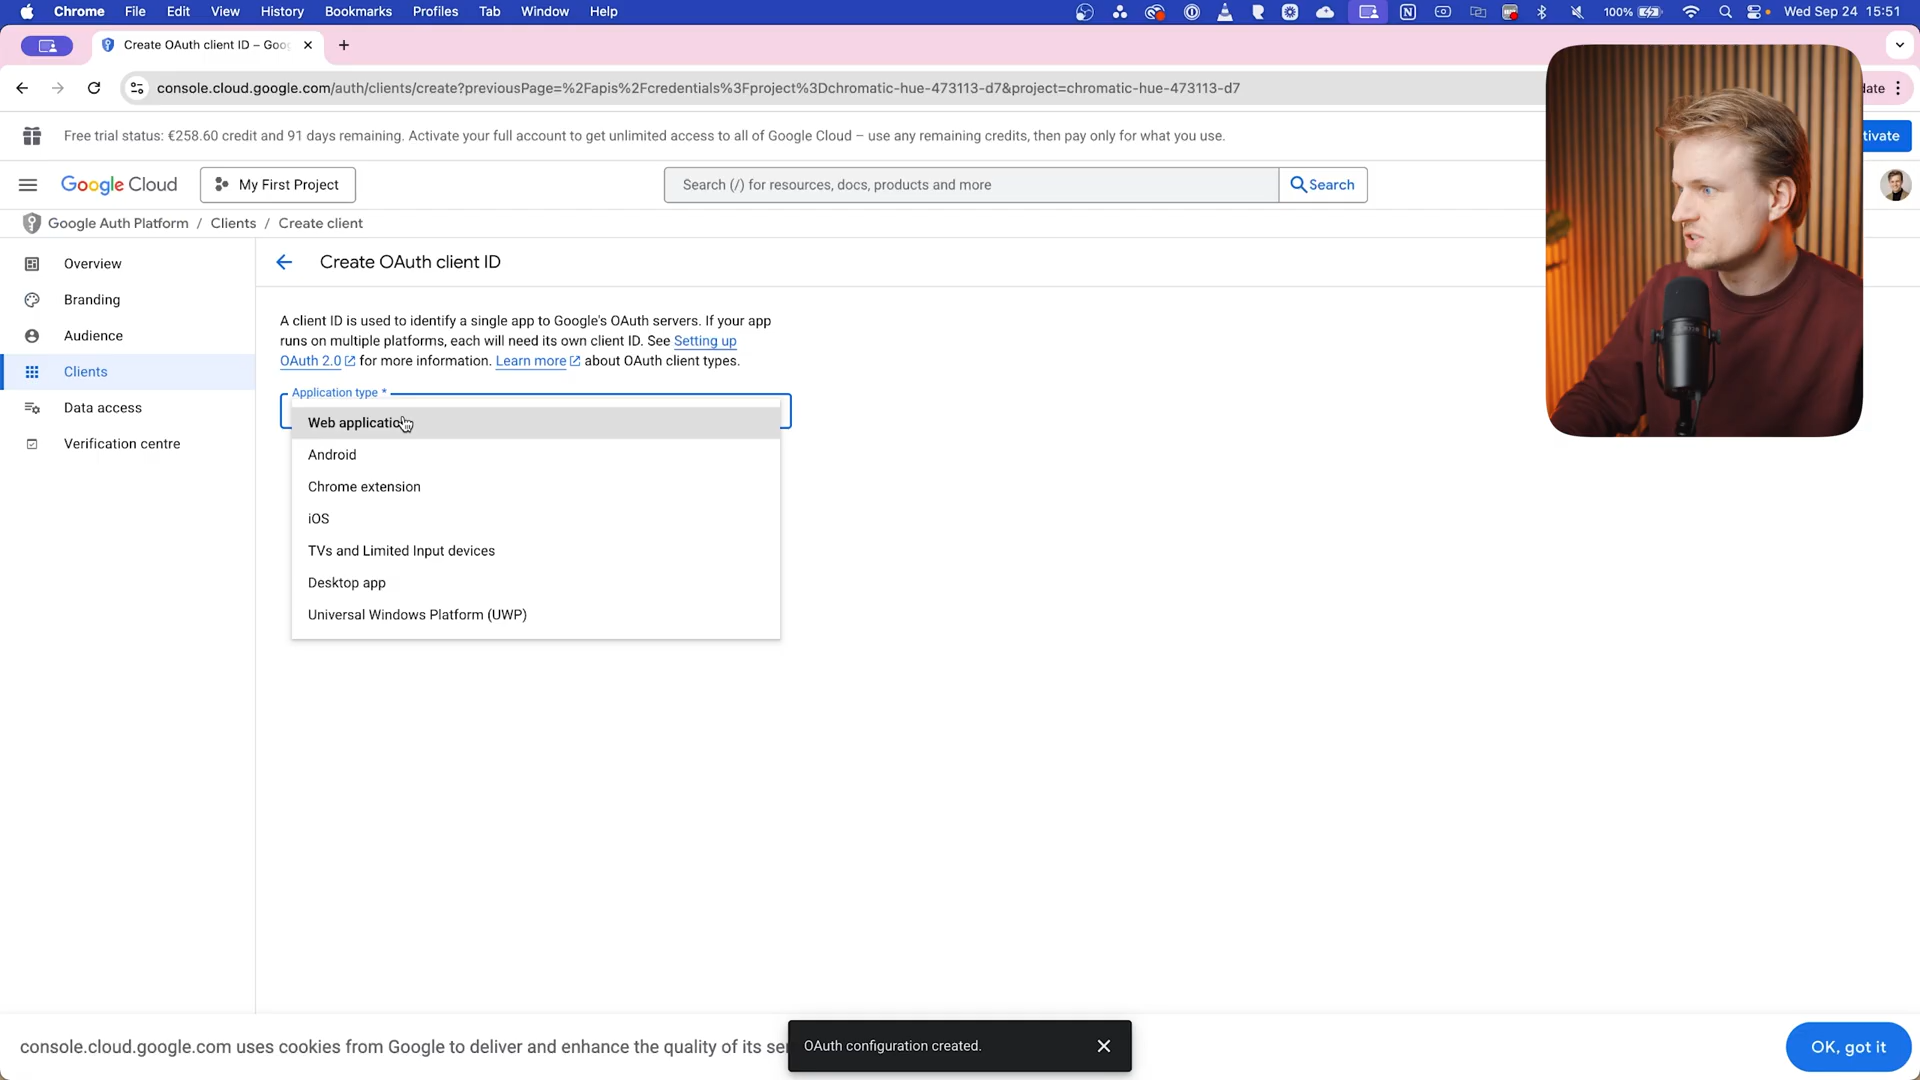 Chrome File Edit View History Bookmarks Profiles Tab Window Help 100% Wed Sep 24 15:51
Create OAuth client ID – Goo
console.cloud.google.com/auth/clients/create?previousPage=%2Fapis%2Fcredentials%3Fproject%3Dchromatic-hue-473113-d7&project=chromatic-hue-473113-d7
Free trial status: €258.60 credit and 91 days remaining. Activate your full account to get unlimited access to all of Google Cloud – use any remaining credits, then pay only for what you use.
Google Cloud My First Project Search (/) for resources, docs, products and more Search
Google Auth Platform / Clients / Create client
Overview
Branding
Audience
Clients
Data access
Verification centre
Create OAuth client ID
A client ID is used to identify a single app to Google's OAuth servers. If your app
runs on multiple platforms, each will need its own client ID. See Setting up
OAuth 2.0 for more information. Learn more about OAuth client types.
Application type *
Web application
Android
Chrome extension
iOS
TVs and Limited Input devices
Desktop app
Universal Windows Platform (UWP)
console.cloud.google.com uses cookies from Google to deliver and enhance the quality of its
OAuth configuration created.
OK, got it